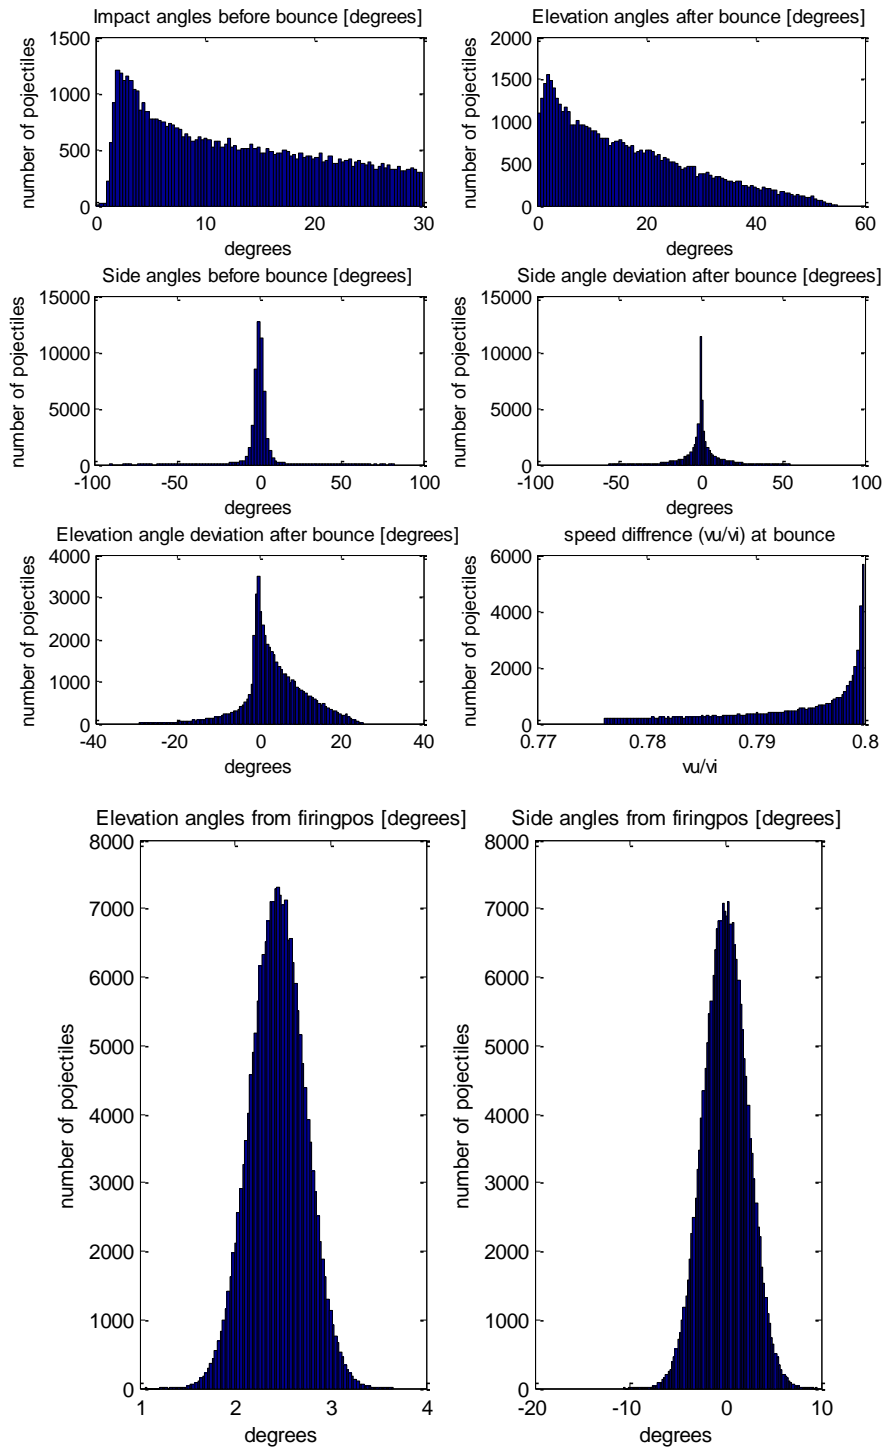 Impact angles before bounce [degrees]
number of pojectiles
1500
1000
500
0
0 10 20 30
degrees
Elevation angles after bounce [degrees]
number of pojectiles
2000
1500
1000
500
0
0 20 40 60
degrees
Side angles before bounce [degrees]
number of pojectiles
15000
10000
5000
0
-100 -50 0 50 100
degrees
Side angle deviation after bounce [degrees]
number of pojectiles
15000
10000
5000
0
-100 -50 0 50 100
degrees
Elevation angle deviation after bounce [degrees]
number of pojectiles
4000
3000
2000
1000
0
-40 -20 0 20 40
degrees
speed diffrence (vu/vi) at bounce
number of pojectiles
6000
4000
2000
0
0.77 0.78 0.79 0.8
vu/vi
Elevation angles from firingpos [degrees]
number of pojectiles
8000
7000
6000
5000
4000
3000
2000
1000
0
1 2 3 4
degrees
Side angles from firingpos [degrees]
number of pojectiles
8000
7000
6000
5000
4000
3000
2000
1000
0
-20 -10 0 10
degrees